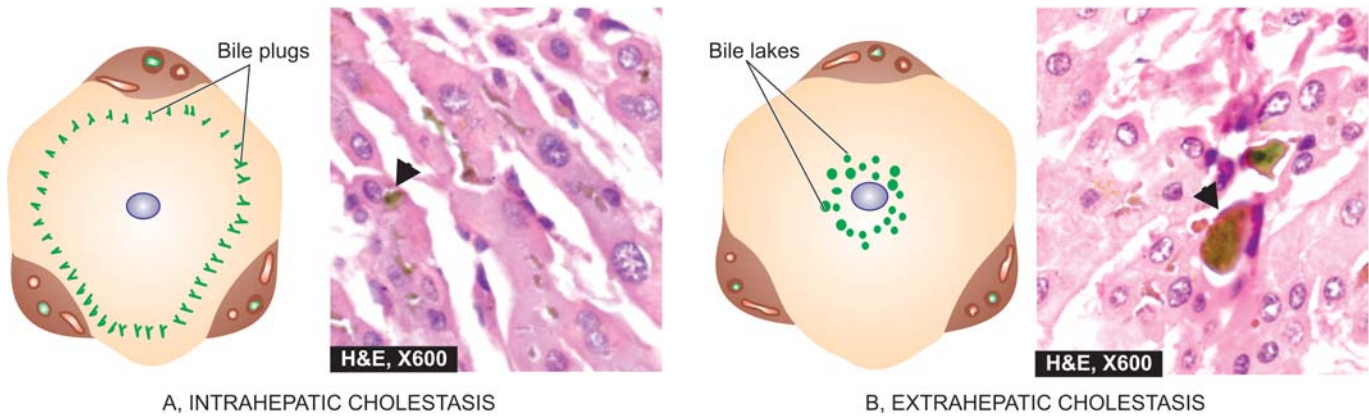 Bile plugs
H&E, X600
A, INTRAHEPATIC CHOLESTASIS
Bile lakes
H&E, X600
B, EXTRAHEPATIC CHOLESTASIS